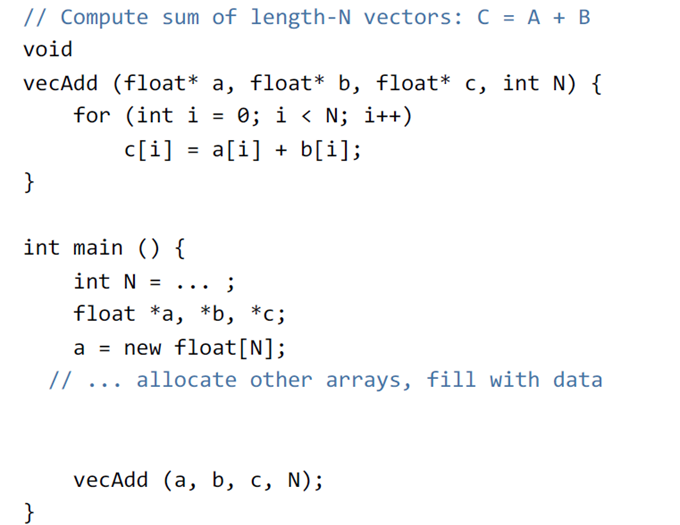 // Compute sum of length-N vectors: C = A + B
void
vecAdd (float* a, float* b, float* c, int N) {
    for (int i = 0; i < N; i++)
        c[i] = a[i] + b[i];
}

int main () {
    int N = ... ;
    float *a, *b, *c;
    a = new float[N];
  // ... allocate other arrays, fill with data

    vecAdd (a, b, c, N);
}